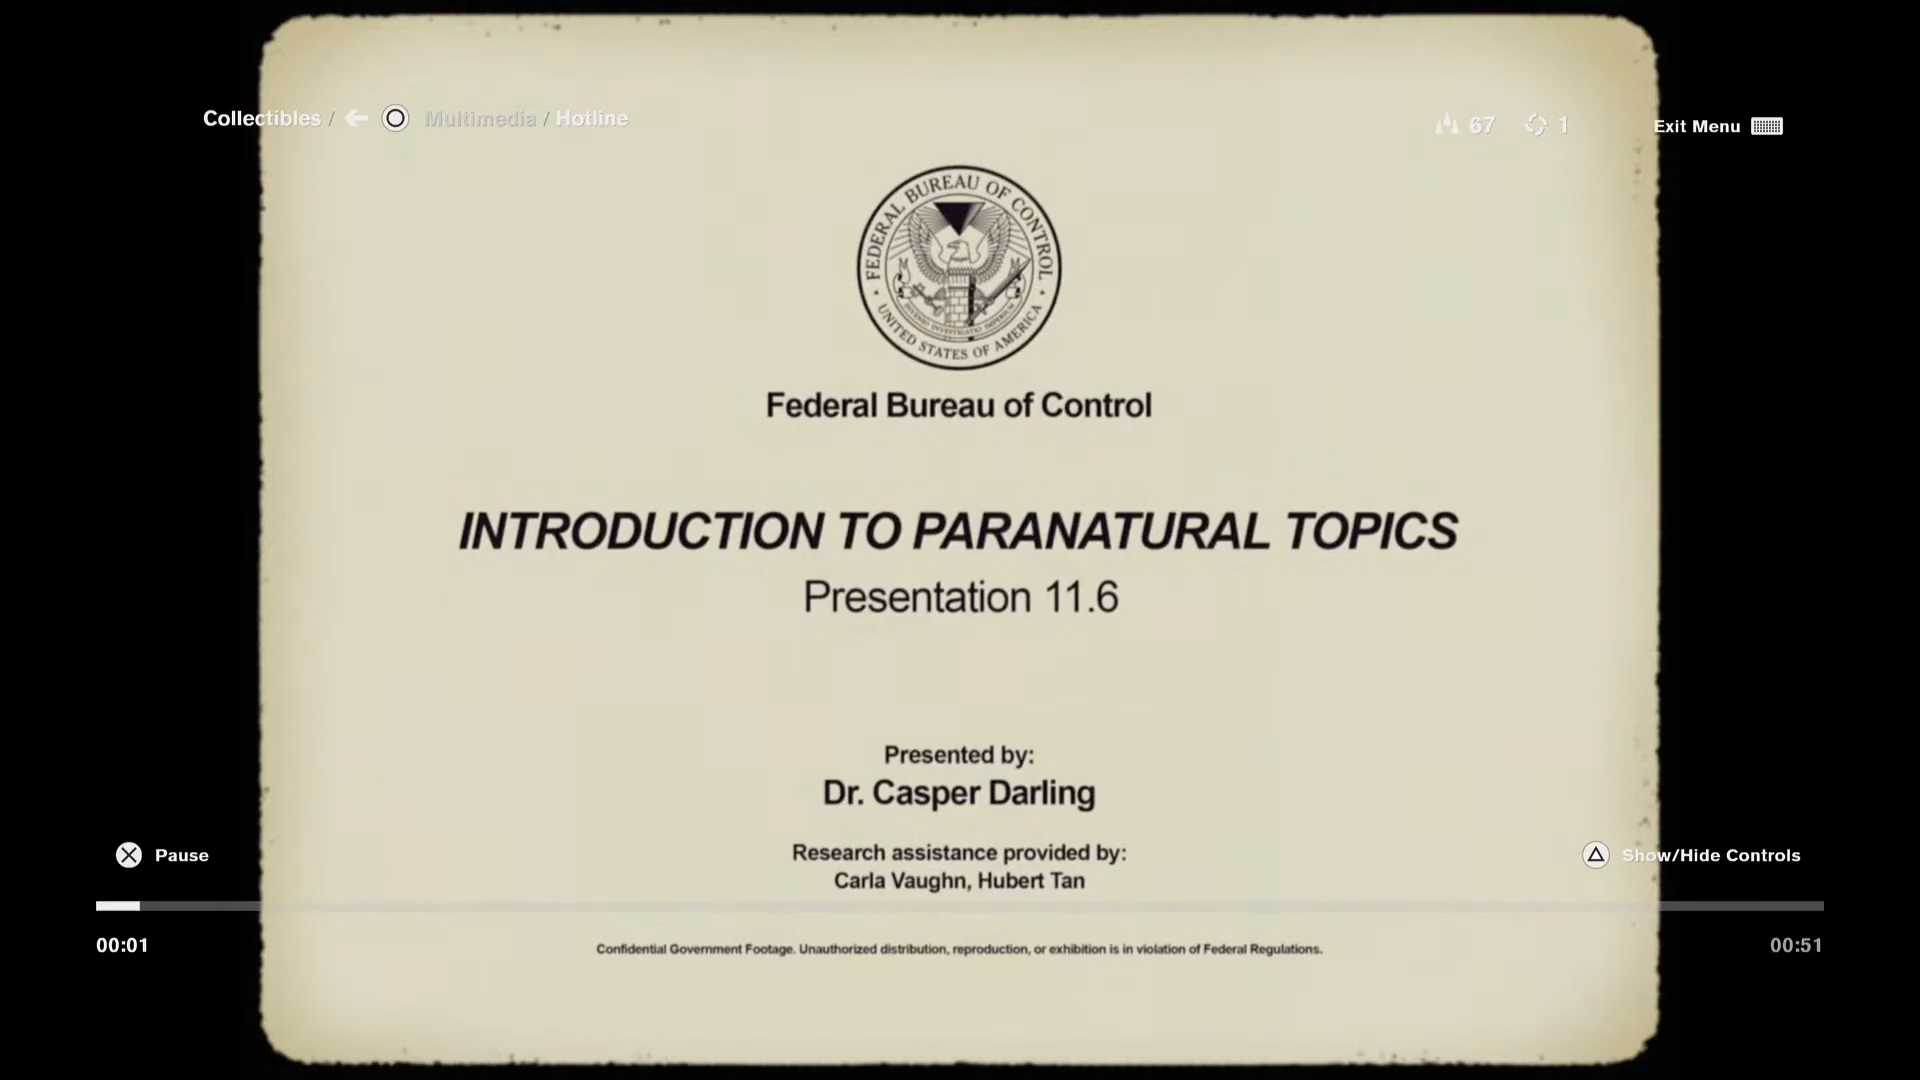 Collectibles / Multimedia / Hotline
67 1
Exit Menu
FEDERAL BUREAU OF CONTROL
UNITED STATES OF AMERICA
Federal Bureau of Control
INTRODUCTION TO PARANATURAL TOPICS
Presentation 11.6
Presented by:
Dr. Casper Darling
Research assistance provided by:
Carla Vaughn, Hubert Tan
Pause
Show/Hide Controls
00:01
00:51
Confidential Government Footage. Unauthorized distribution, reproduction, or exhibition is in violation of Federal Regulations.